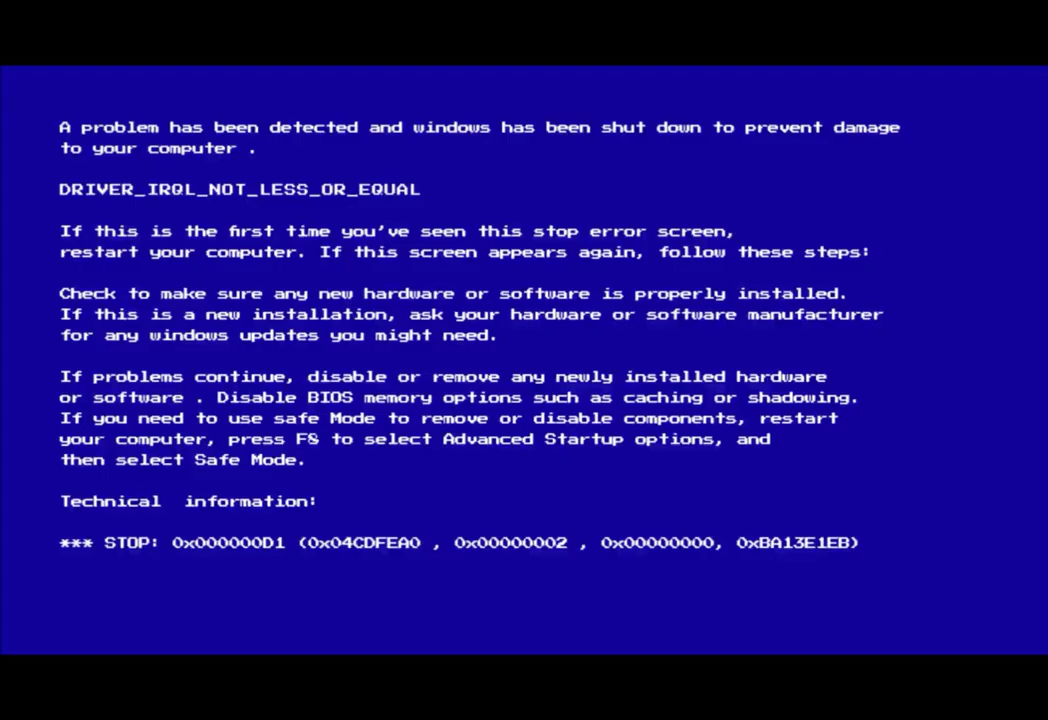 A problem has been detected and windows has been shut down to prevent damage
to your computer .
DRIVER_IRQL_NOT_LESS_OR_EQUAL
If this is the first time you've seen this stop error screen,
restart your computer. If this screen appears again, follow these steps:
Check to make sure any new hardware or software is properly installed.
If this is a new installation, ask your hardware or software manufacturer
for any windows updates you might need.
If problems continue, disable or remove any newly installed hardware
or software . Disable BIOS memory options such as caching or shadowing.
If you need to use safe Mode to remove or disable components, restart
your computer, press F& to select Advanced Startup options, and
then select Safe Mode.
Technical information:
*** STOP: 0x000000D1 (0x04CDFEA0 , 0x00000002 , 0x00000000, 0xBA13E1EB)